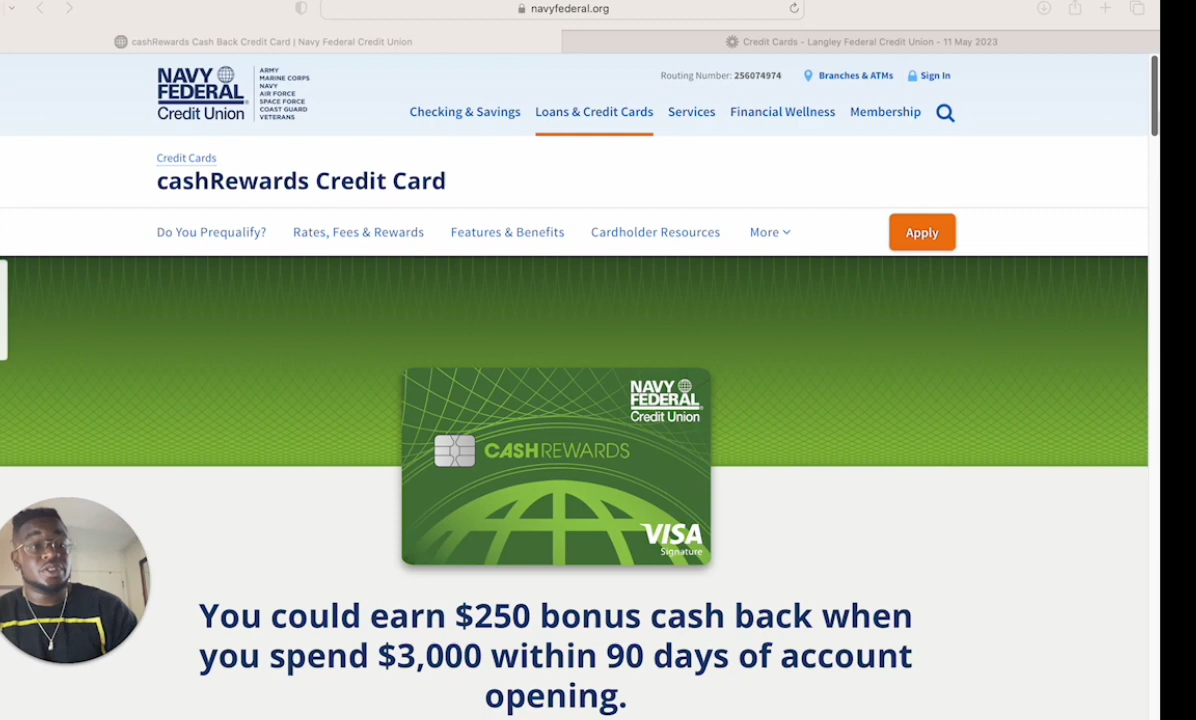 navyfederal.org
cashRewards Cash Back Credit Card | Navy Federal Credit Union
Credit Cards - Langley Federal Credit Union - 11 May 2023
NAVY
FEDERAL
Credit Union
ARMY
MARINE CORPS
NAVY
AIR FORCE
SPACE FORCE
COAST GUARD
VETERANS
Routing Number: 256074974
Branches & ATMs
Sign In
Checking & Savings
Loans & Credit Cards
Services
Financial Wellness
Membership
Credit Cards
cashRewards Credit Card
Do You Prequalify?
Rates, Fees & Rewards
Features & Benefits
Cardholder Resources
More
Apply
NAVY
FEDERAL
Credit Union
CASHREWARDS
VISA
Signature
You could earn $250 bonus cash back when
you spend $3,000 within 90 days of account
opening.